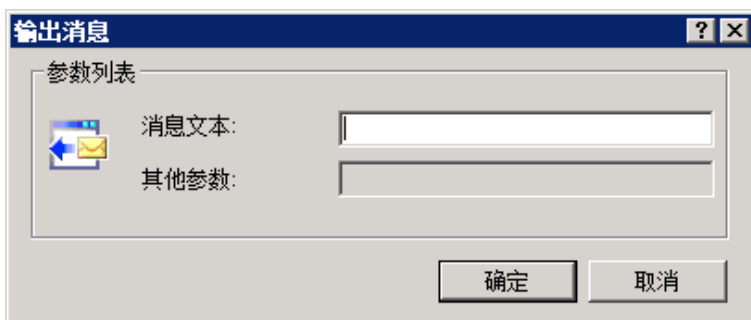 输出消息
参数列表
消息文本:
其他参数:
确定 取消